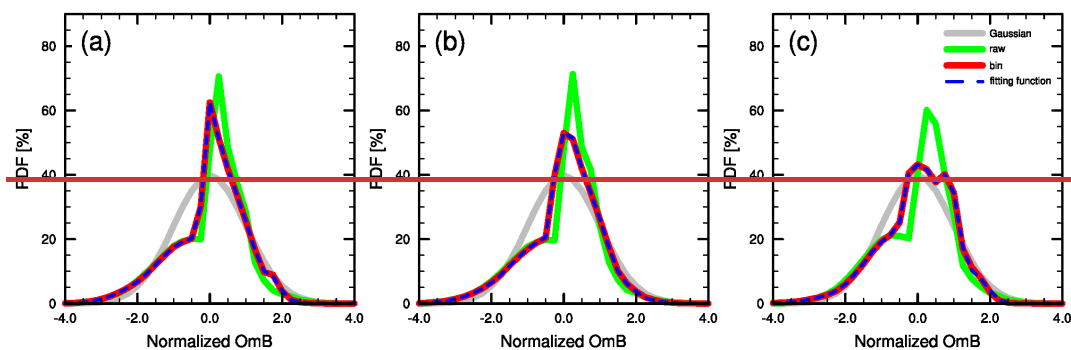 (a)
(b)
(c)
Gaussian
raw
bin
fitting function
80
60
40
20
0
PDF [%]
-4.0 -2.0 0.0 2.0 4.0
Normalized OmB
80
60
40
20
0
PDF [%]
-4.0 -2.0 0.0 2.0 4.0
Normalized OmB
80
60
40
20
0
PDF [%]
-4.0 -2.0 0.0 2.0 4.0
Normalized OmB